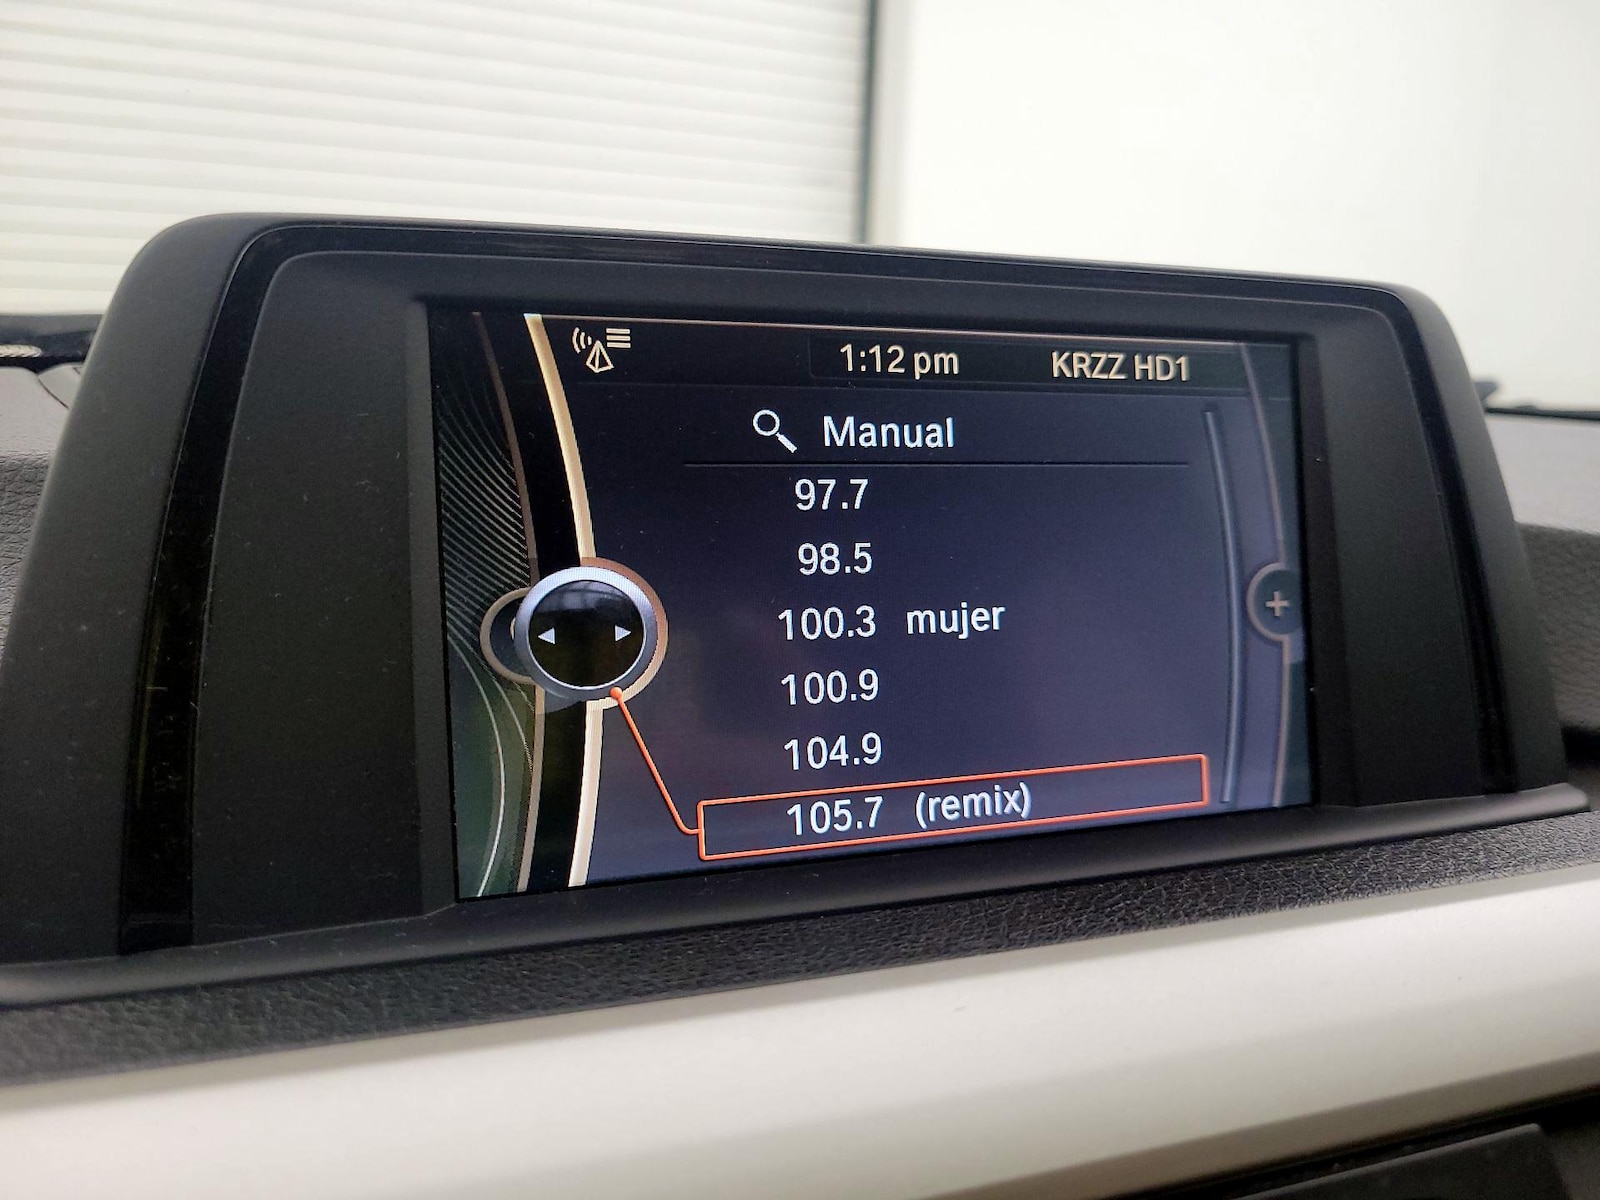 1:12 pm KRZZ HD1
Manual
97.7
98.5
100.3 mujer
100.9
104.9
105.7 (remix)